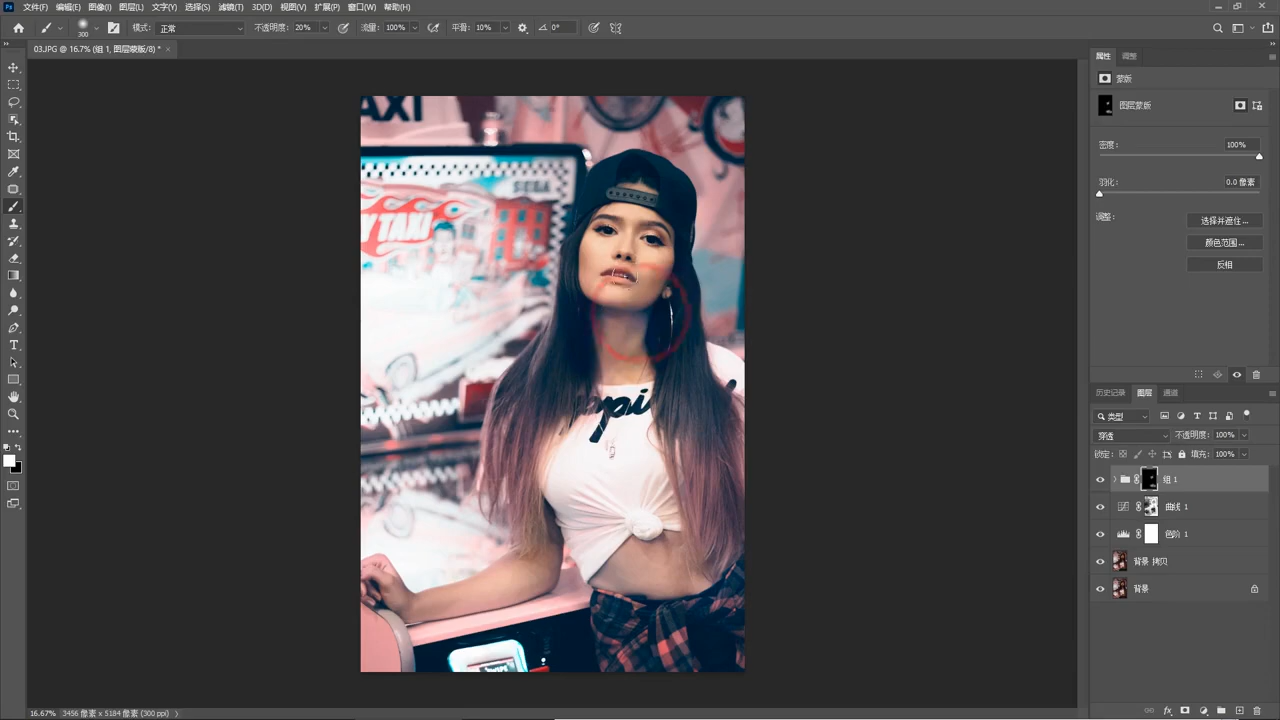 文件(F) 编辑(E) 图像(I) 图层(L) 文字(Y) 选择(S) 滤镜(T) 3D(D) 视图(V) 扩展(P) 窗口(W) 帮助(H)
300 模式: 正常 不透明度: 20% 流量: 100% 平滑: 10% 0°
03.JPG @ 16.7% (组 1, 图层蒙版/8) * ×
属性 调整
蒙版
图层蒙版
密度: 100%
羽化: 0.0 像素
调整: 选择并遮住...
颜色范围...
反相
AXI
SEGA
Y TAXI
历史记录 图层 通道
类型
穿透 不透明度: 100%
锁定: 填充: 100%
组 1
曲线 1
色阶 1
背景 拷贝
背景
16.67% 3456 像素 x 5184 像素 (300 ppi)